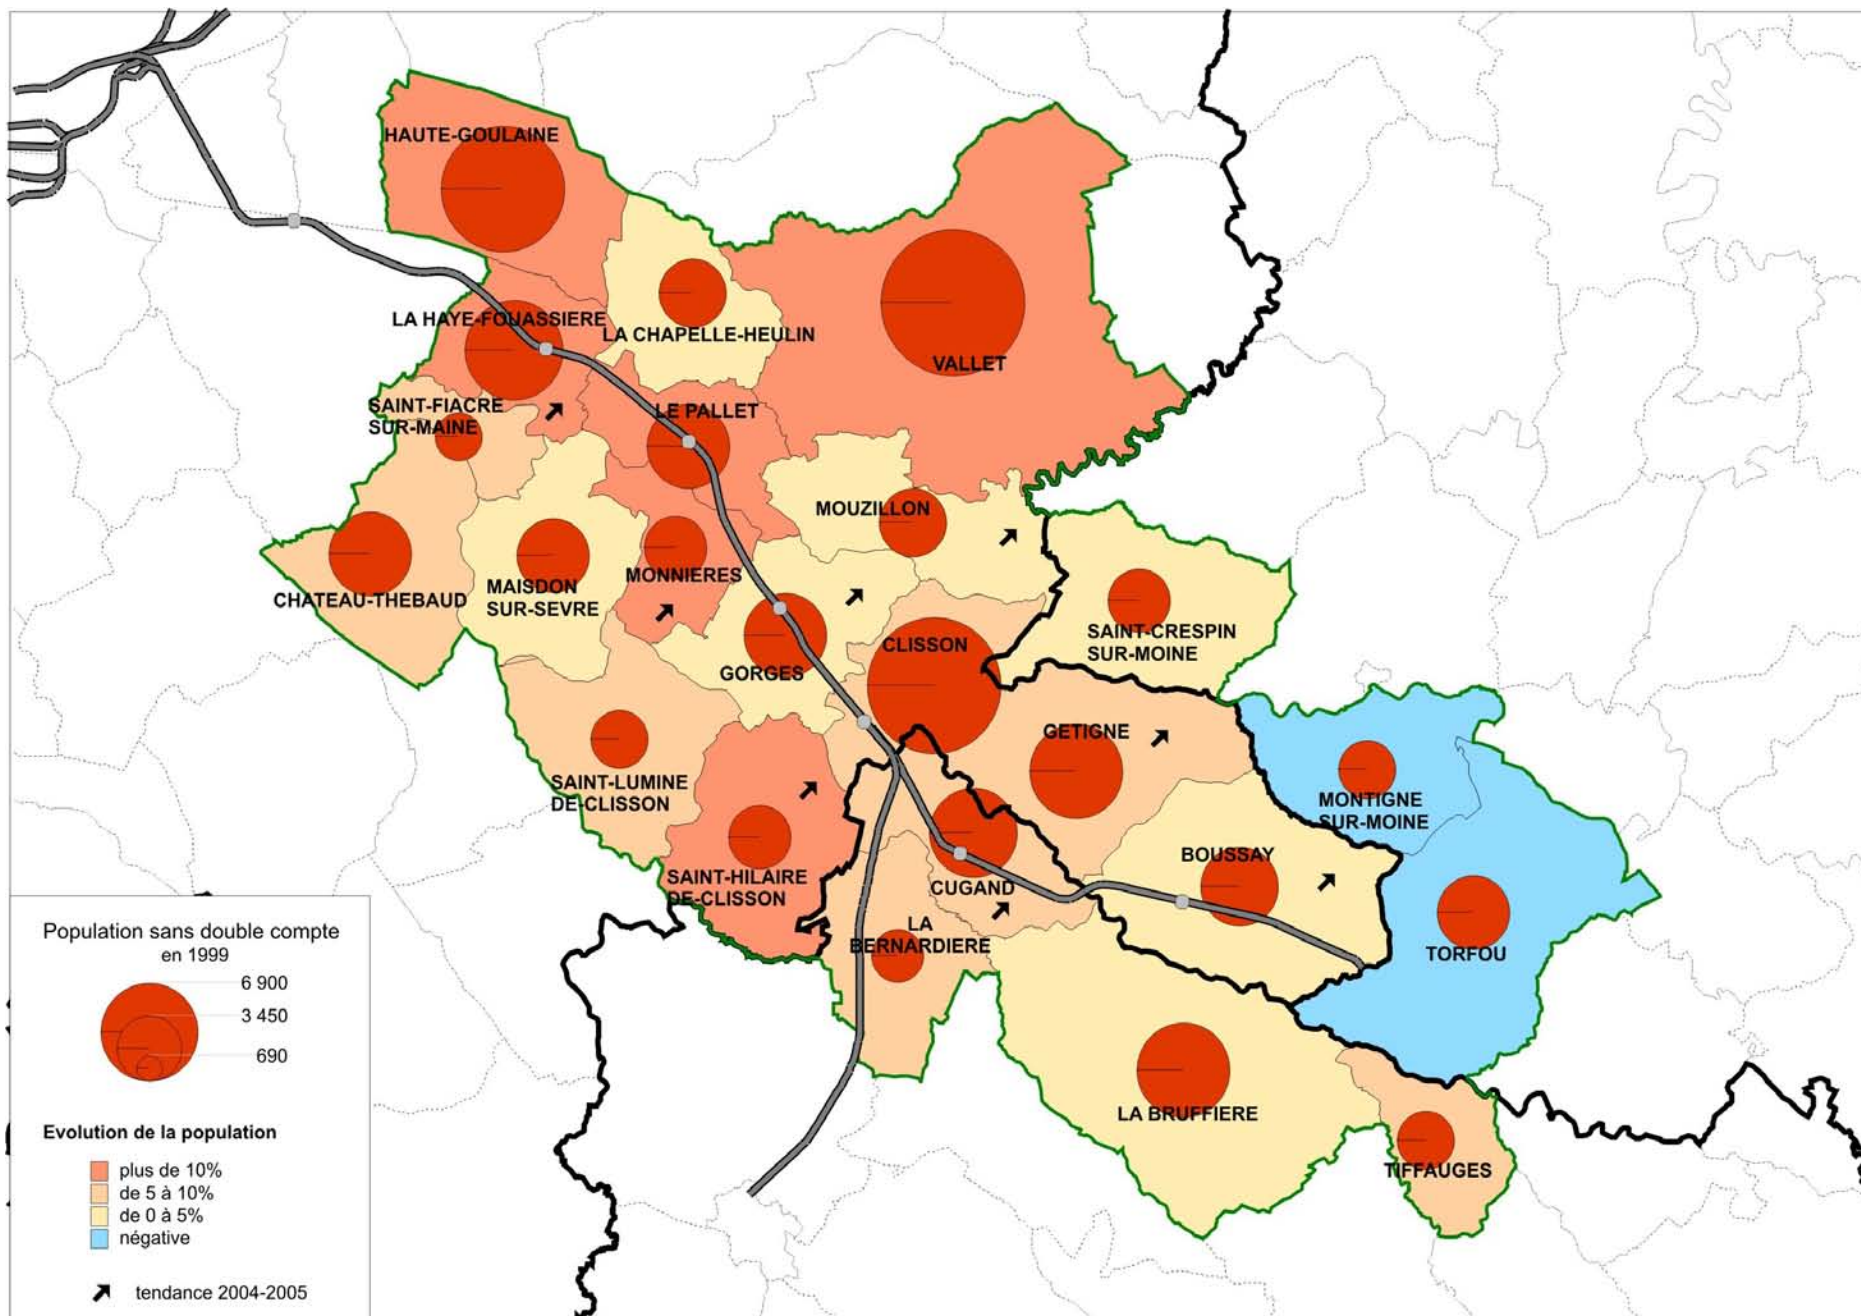 HAUTE-GOULAINE
LA HAYE-FOUASSIERE
LA CHAPELLE-HEULIN
VALLET
SAINT-FIACRE
SUR-MAINE
LE PALLET
MOUZILLON
CHATEAU-THEBAUD
MAISDON
SUR-SEVRE
MONNIERES
GORGES
CLISSON
SAINT-CRESPIN
SUR-MOINE
GETIGNE
SAINT-LUMINE
DE-CLISSON
MONTIGNE
SUR-MOINE
SAINT-HILAIRE
DE-CLISSON
CUGAND
BOUSSAY
LA
BERNARDIERE
TORFOU
LA BRUFFIERE
TIFFAUGES
Population sans double compte
en 1999
6 900
3 450
690
Evolution de la population
plus de 10%
de 5 à 10%
de 0 à 5%
négative
tendance 2004-2005